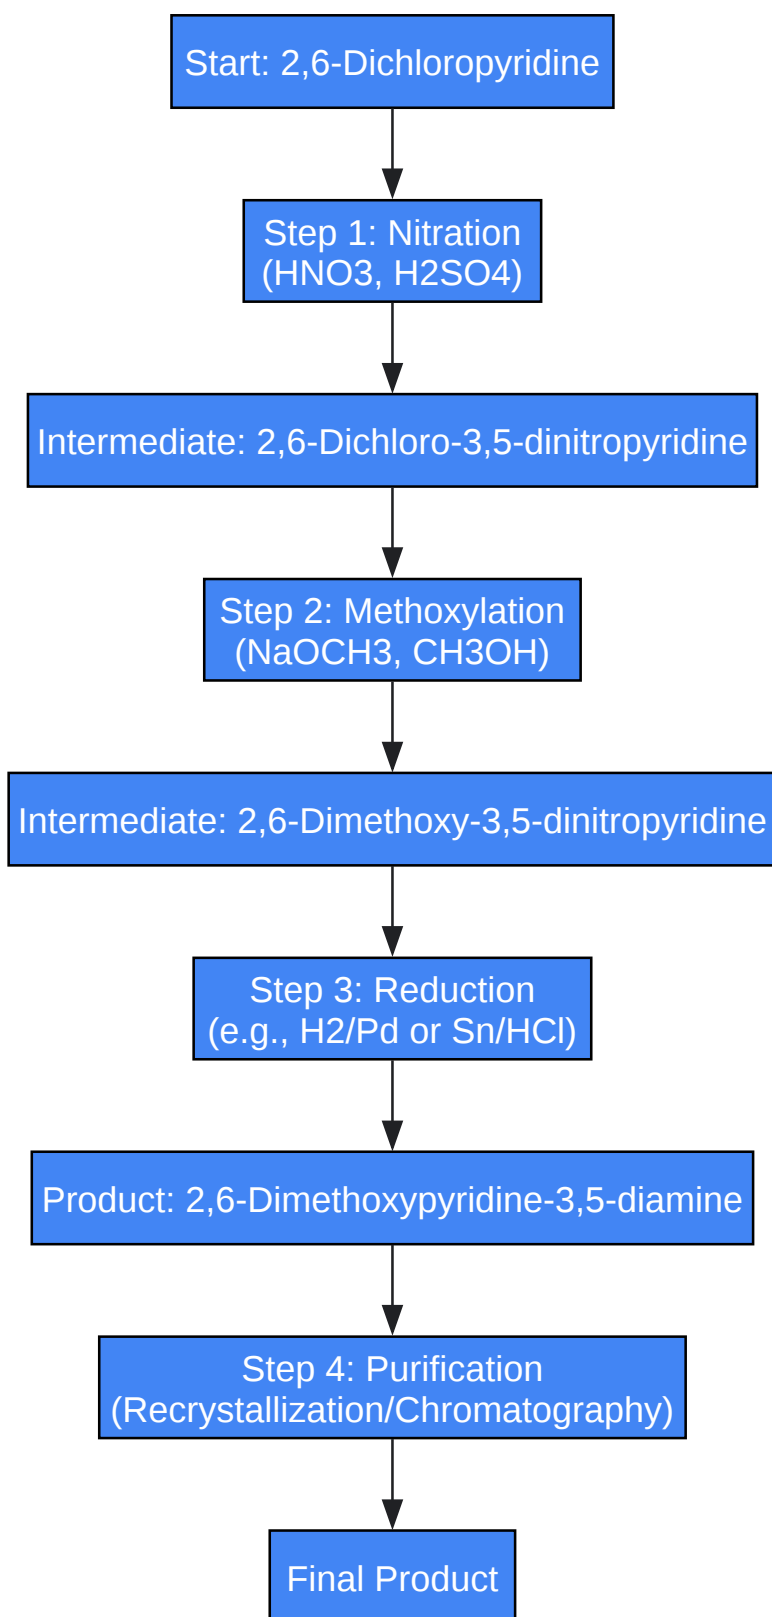 Start: 2,6-Dichloropyridine
Step 1: Nitration
(HNO3, H2SO4)
Intermediate: 2,6-Dichloro-3,5-dinitropyridine
Step 2: Methoxylation
(NaOCH3, CH3OH)
Intermediate: 2,6-Dimethoxy-3,5-dinitropyridine
Step 3: Reduction
(e.g., H2/Pd or Sn/HCl)
Product: 2,6-Dimethoxypyridine-3,5-diamine
Step 4: Purification
(Recrystallization/Chromatography)
Final Product